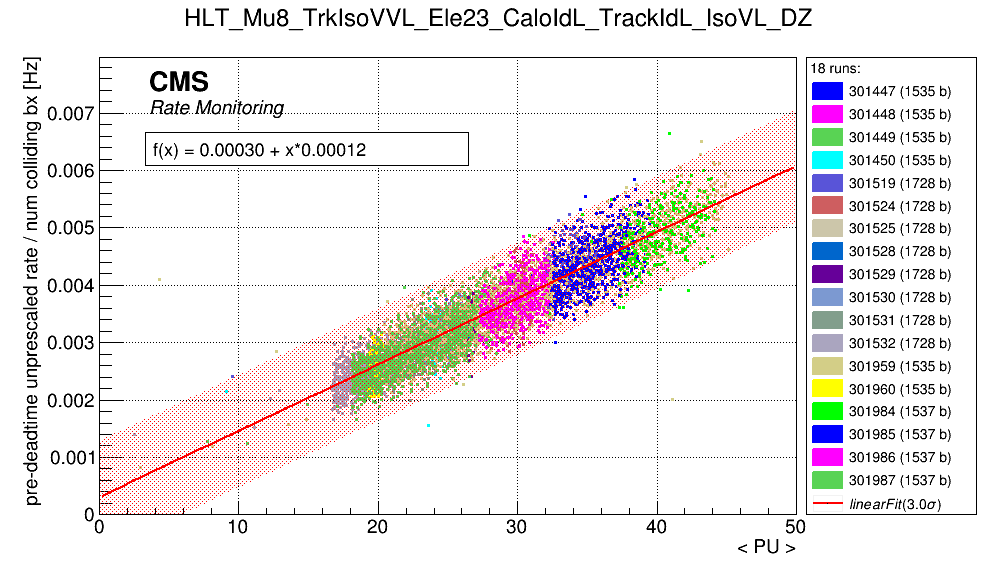 HLT_Mu8_TrkIsoVVL_Ele23_CaloIdL_TrackIdL_IsoVL_DZ
pre-deadtime unprescaled rate / num colliding bx [Hz]
CMS
Rate Monitoring
f(x) = 0.00030 + x*0.00012
0.007
0.006
0.005
0.004
0.003
0.002
0.001
0
0 10 20 30 40 50
< PU >
18 runs:
301447 (1535 b)
301448 (1535 b)
301449 (1535 b)
301450 (1535 b)
301519 (1728 b)
301524 (1728 b)
301525 (1728 b)
301528 (1728 b)
301529 (1728 b)
301530 (1728 b)
301531 (1728 b)
301532 (1728 b)
301959 (1535 b)
301960 (1535 b)
301984 (1537 b)
301985 (1537 b)
301986 (1537 b)
301987 (1537 b)
linearFit(3.0σ)